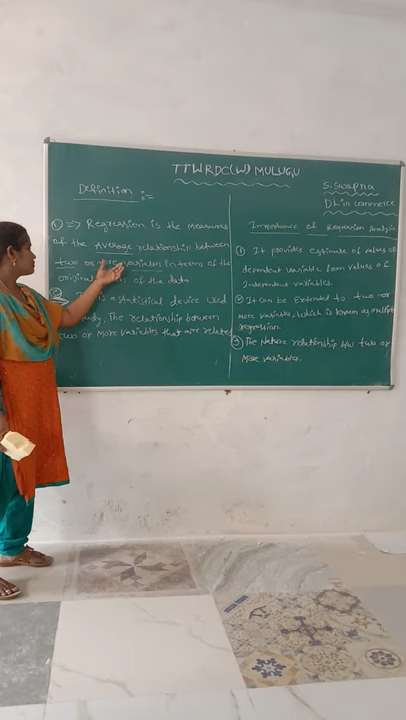 TTWRDC(W) MULUGU
S. Swapna
DL in commerce
Definition :-
① => Regression is the Measures
of the Average relationship between
two or more variables in terms of the
original of the data
② is a statistical device used
study, The relationship between
two or more variables that are relate
Importance of Regression Analysis
① It provides estimate of values of
dependent variable from values of
Independent variables.
② It can be Extended to two or
more variables, which is known as multiple
regression.
③ The Nature relationship b/w two or
More variables.